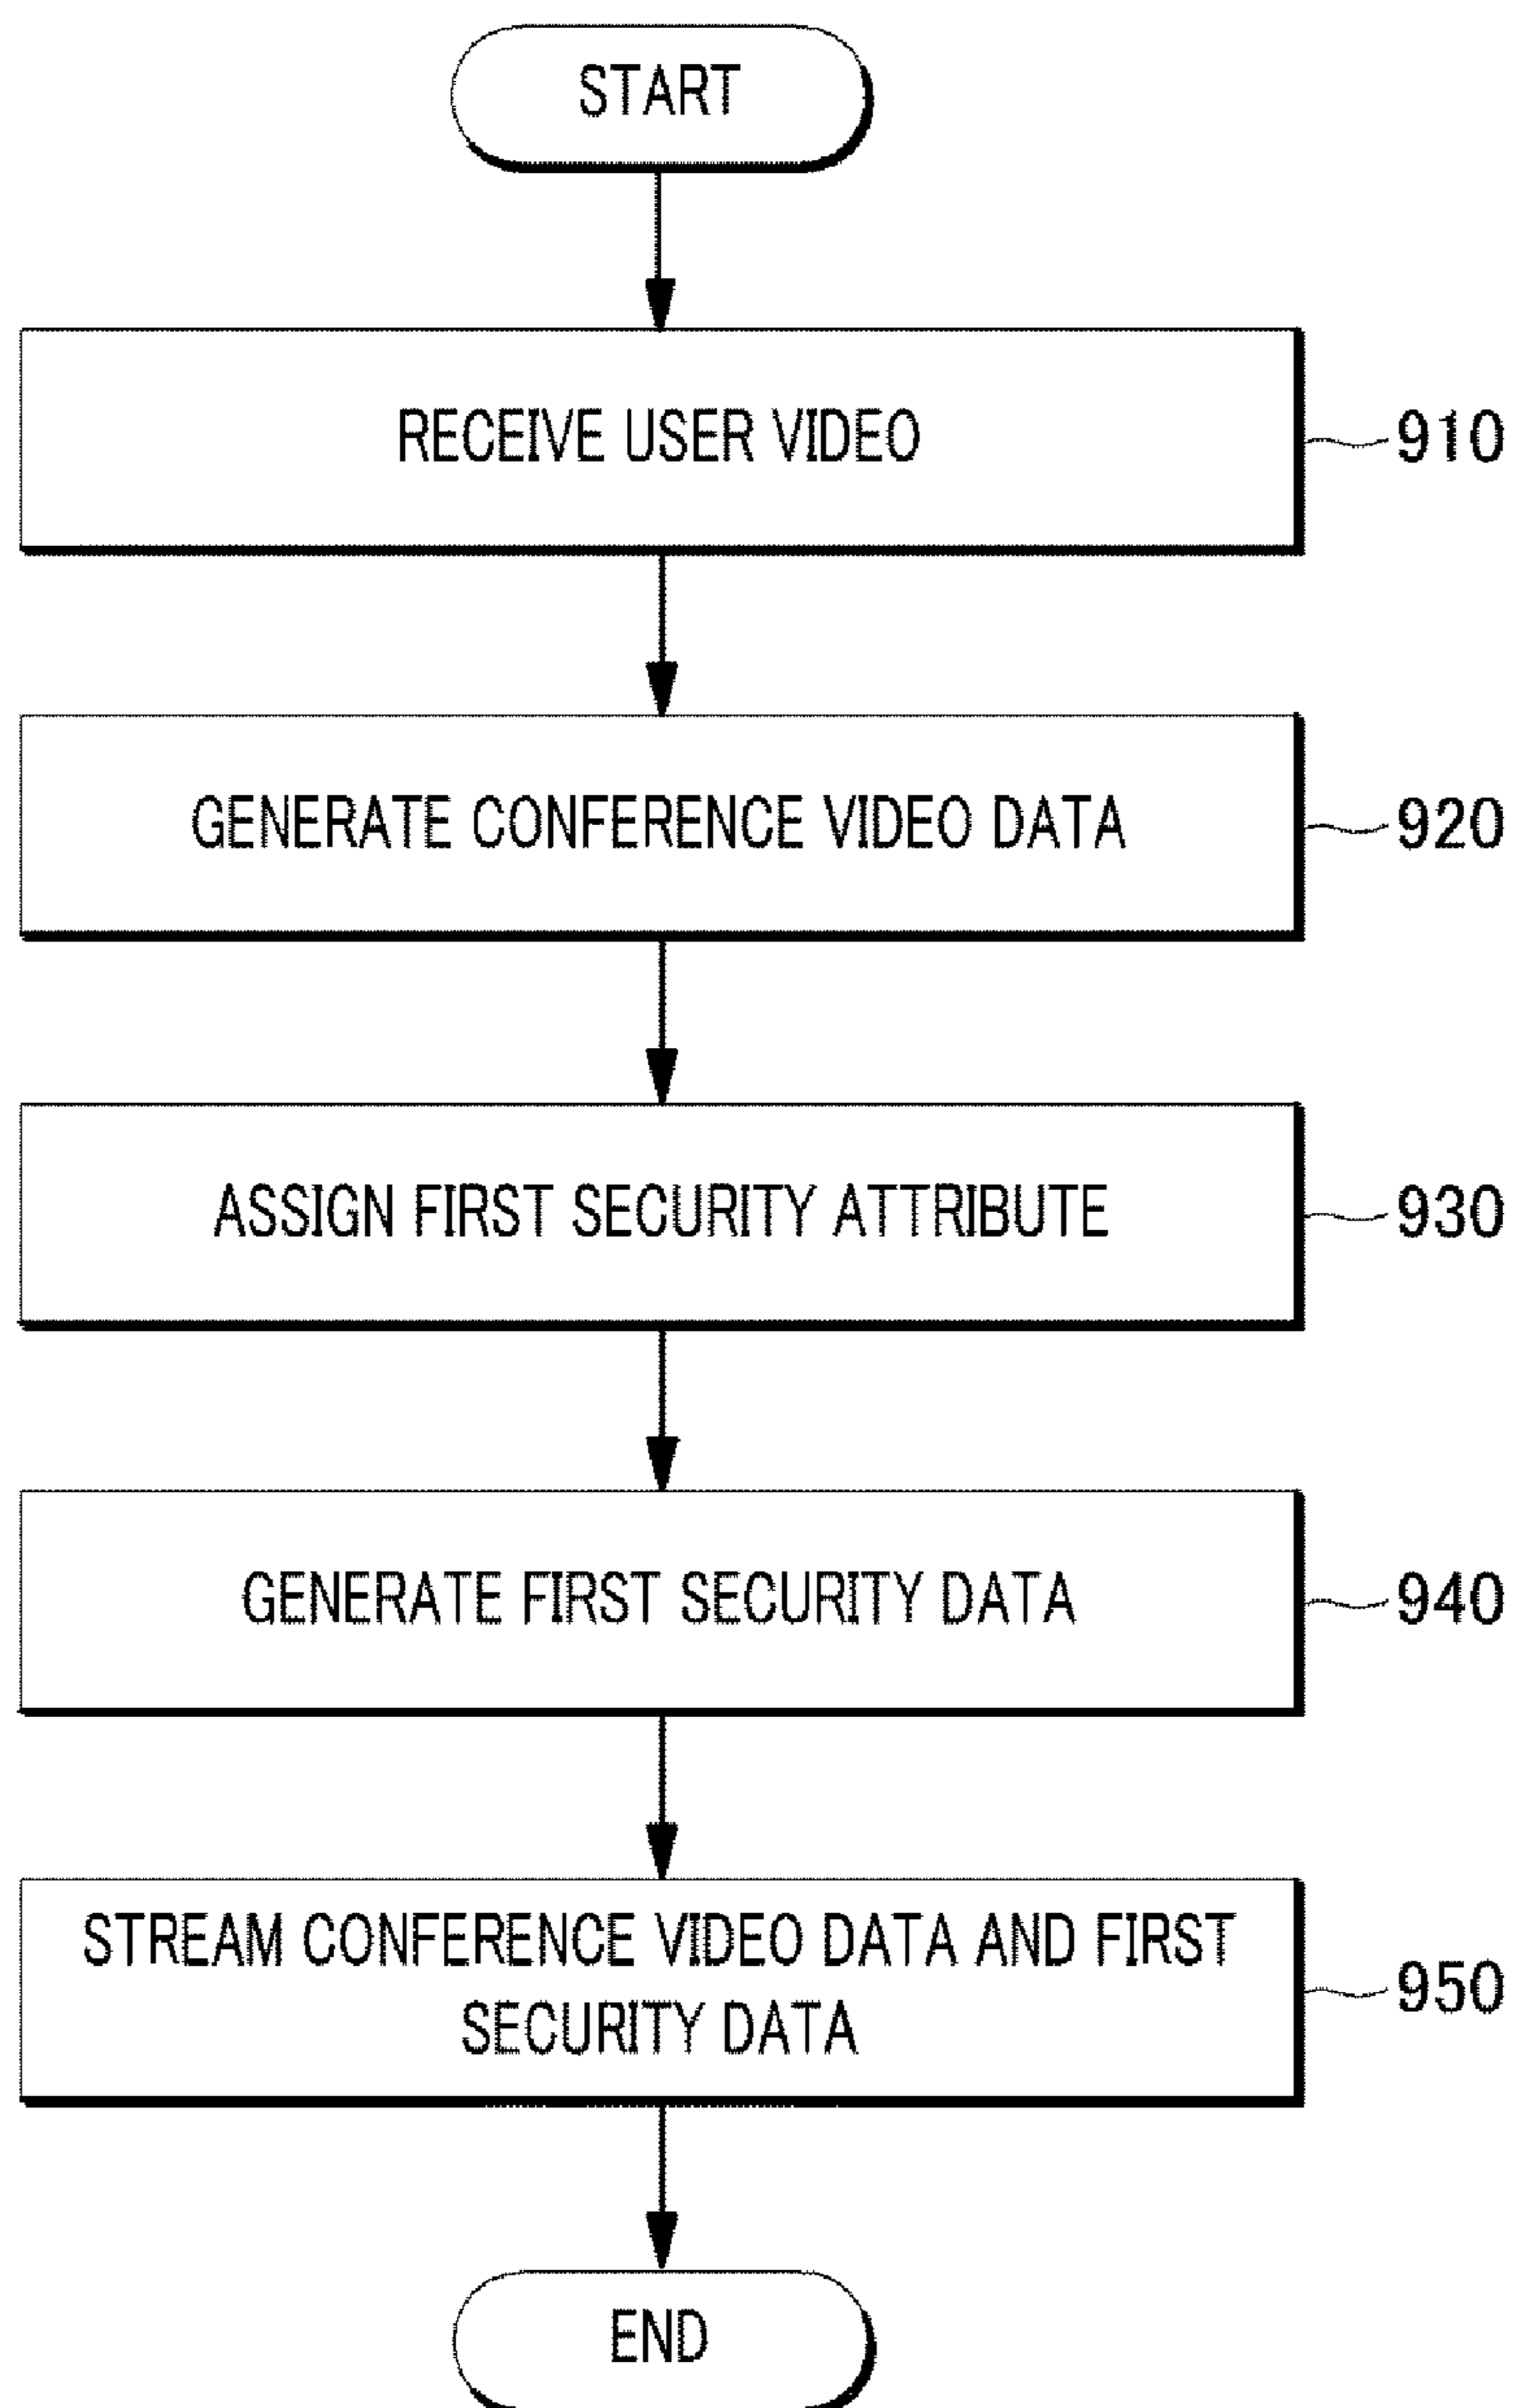 START
RECEIVE USER VIDEO
910
GENERATE CONFERENCE VIDEO DATA
920
ASSIGN FIRST SECURITY ATTRIBUTE
930
GENERATE FIRST SECURITY DATA
940
STREAM CONFERENCE VIDEO DATA AND FIRST
SECURITY DATA
950
END